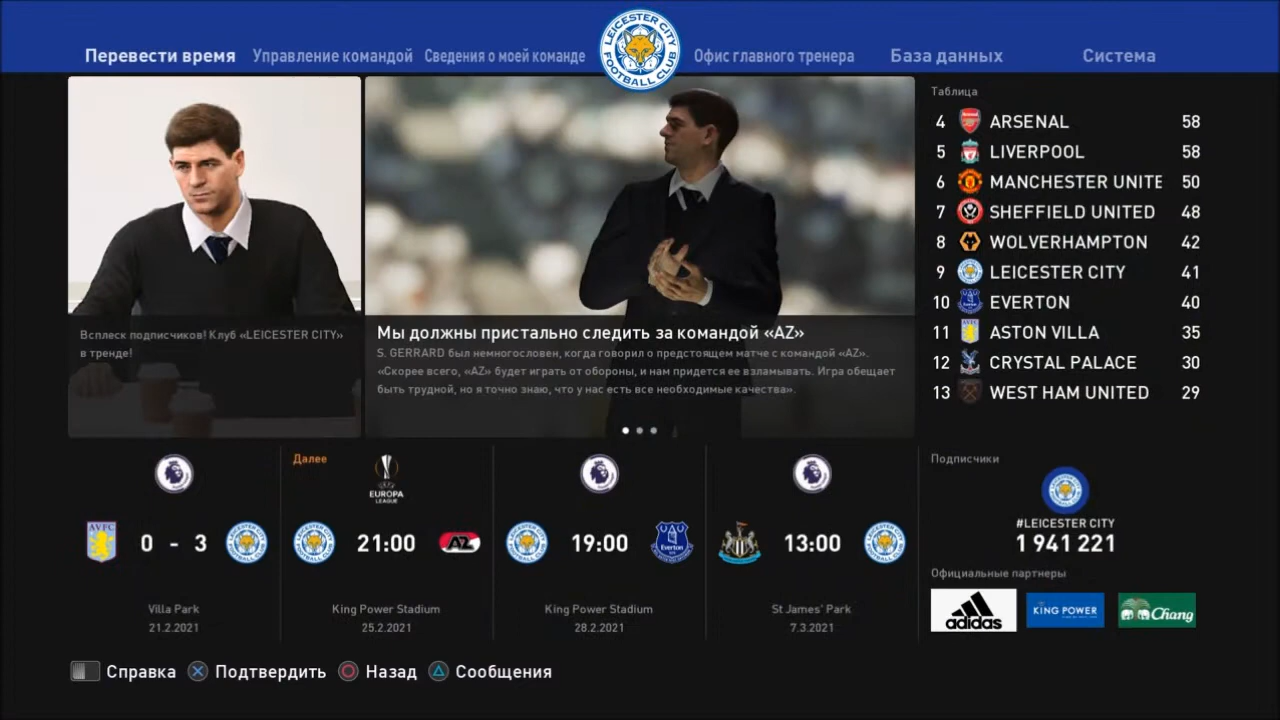 Перевести время
Управление командой
Сведения о моей команде
LEICESTER CITY
FOOTBALL CLUB
Офис главного тренера
База данных
Система
Всплеск подписчиков! Клуб «LEICESTER CITY»
в тренде!
Мы должны пристально следить за командой «AZ»
S. GERRARD был немногословен, когда говорил о предстоящем матче с командой «AZ».
«Скорее всего, «AZ» будет играть от обороны, и нам придется ее взламывать. Игра обещает
быть трудной, но я точно знаю, что у нас есть все необходимые качества».
Таблица
4 ARSENAL 58
5 LIVERPOOL 58
6 MANCHESTER UNITE 50
7 SHEFFIELD UNITED 48
8 WOLVERHAMPTON 42
9 LEICESTER CITY 41
10 EVERTON 40
11 ASTON VILLA 35
12 CRYSTAL PALACE 30
13 WEST HAM UNITED 29
AVFC
0 - 3
Villa Park
21.2.2021
Далее
EUROPA
LEAGUE
21:00
AZ
King Power Stadium
25.2.2021
19:00
Everton
King Power Stadium
28.2.2021
13:00
St James' Park
7.3.2021
Подписчики
#LEICESTER CITY
1 941 221
Официальные партнеры
adidas
KING POWER
Chang
Справка
Подтвердить
Назад
Сообщения